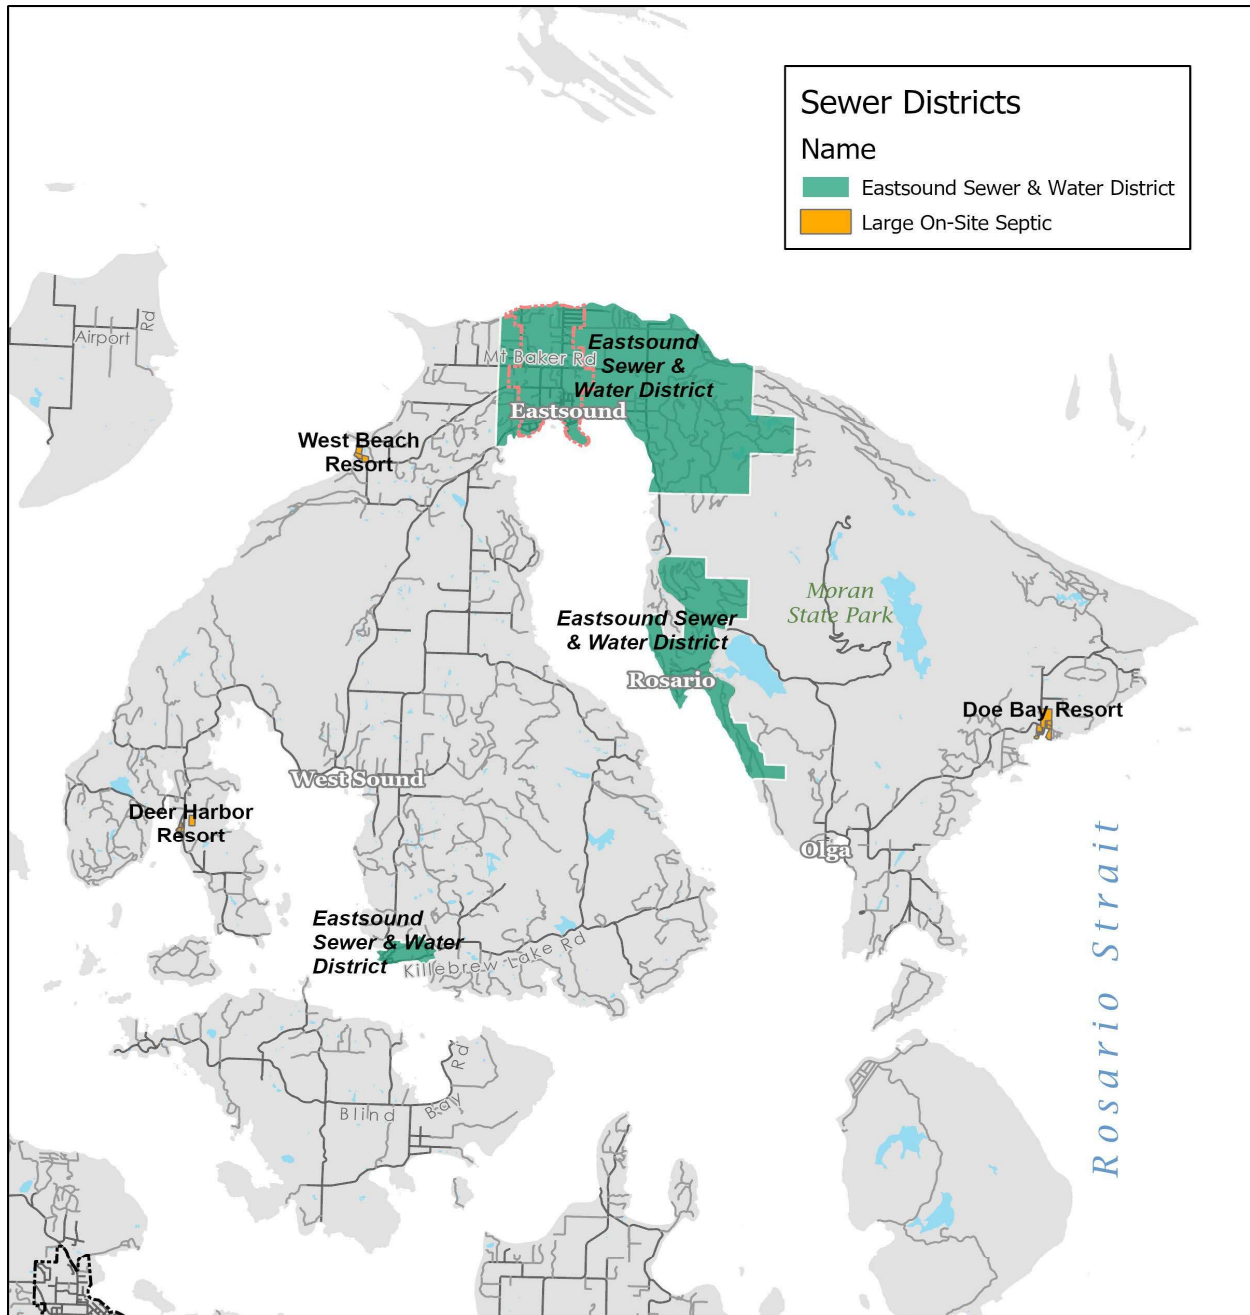 Sewer Districts
Name
Eastsound Sewer & Water District
Large On-Site Septic
Airport
Rd
Eastsound
Sewer &
Water District
Mt Baker Rd
Eastsound
West Beach
Resort
Moran
State Park
Eastsound Sewer
& Water District
Rosario
Doe Bay Resort
West Sound
Deer Harbor
Resort
Olga
Eastsound
Sewer & Water
District
Killebrew Lake Rd
Rosario Strait
Blind Bay Rd